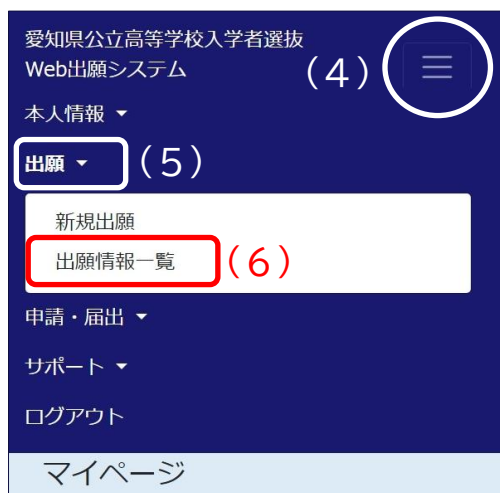 愛知県公立高等学校入学者選抜
Web出願システム
(4)
本人情報
出願
(5)
新規出願
出願情報一覧
(6)
申請・届出
サポート
ログアウト
マイページ